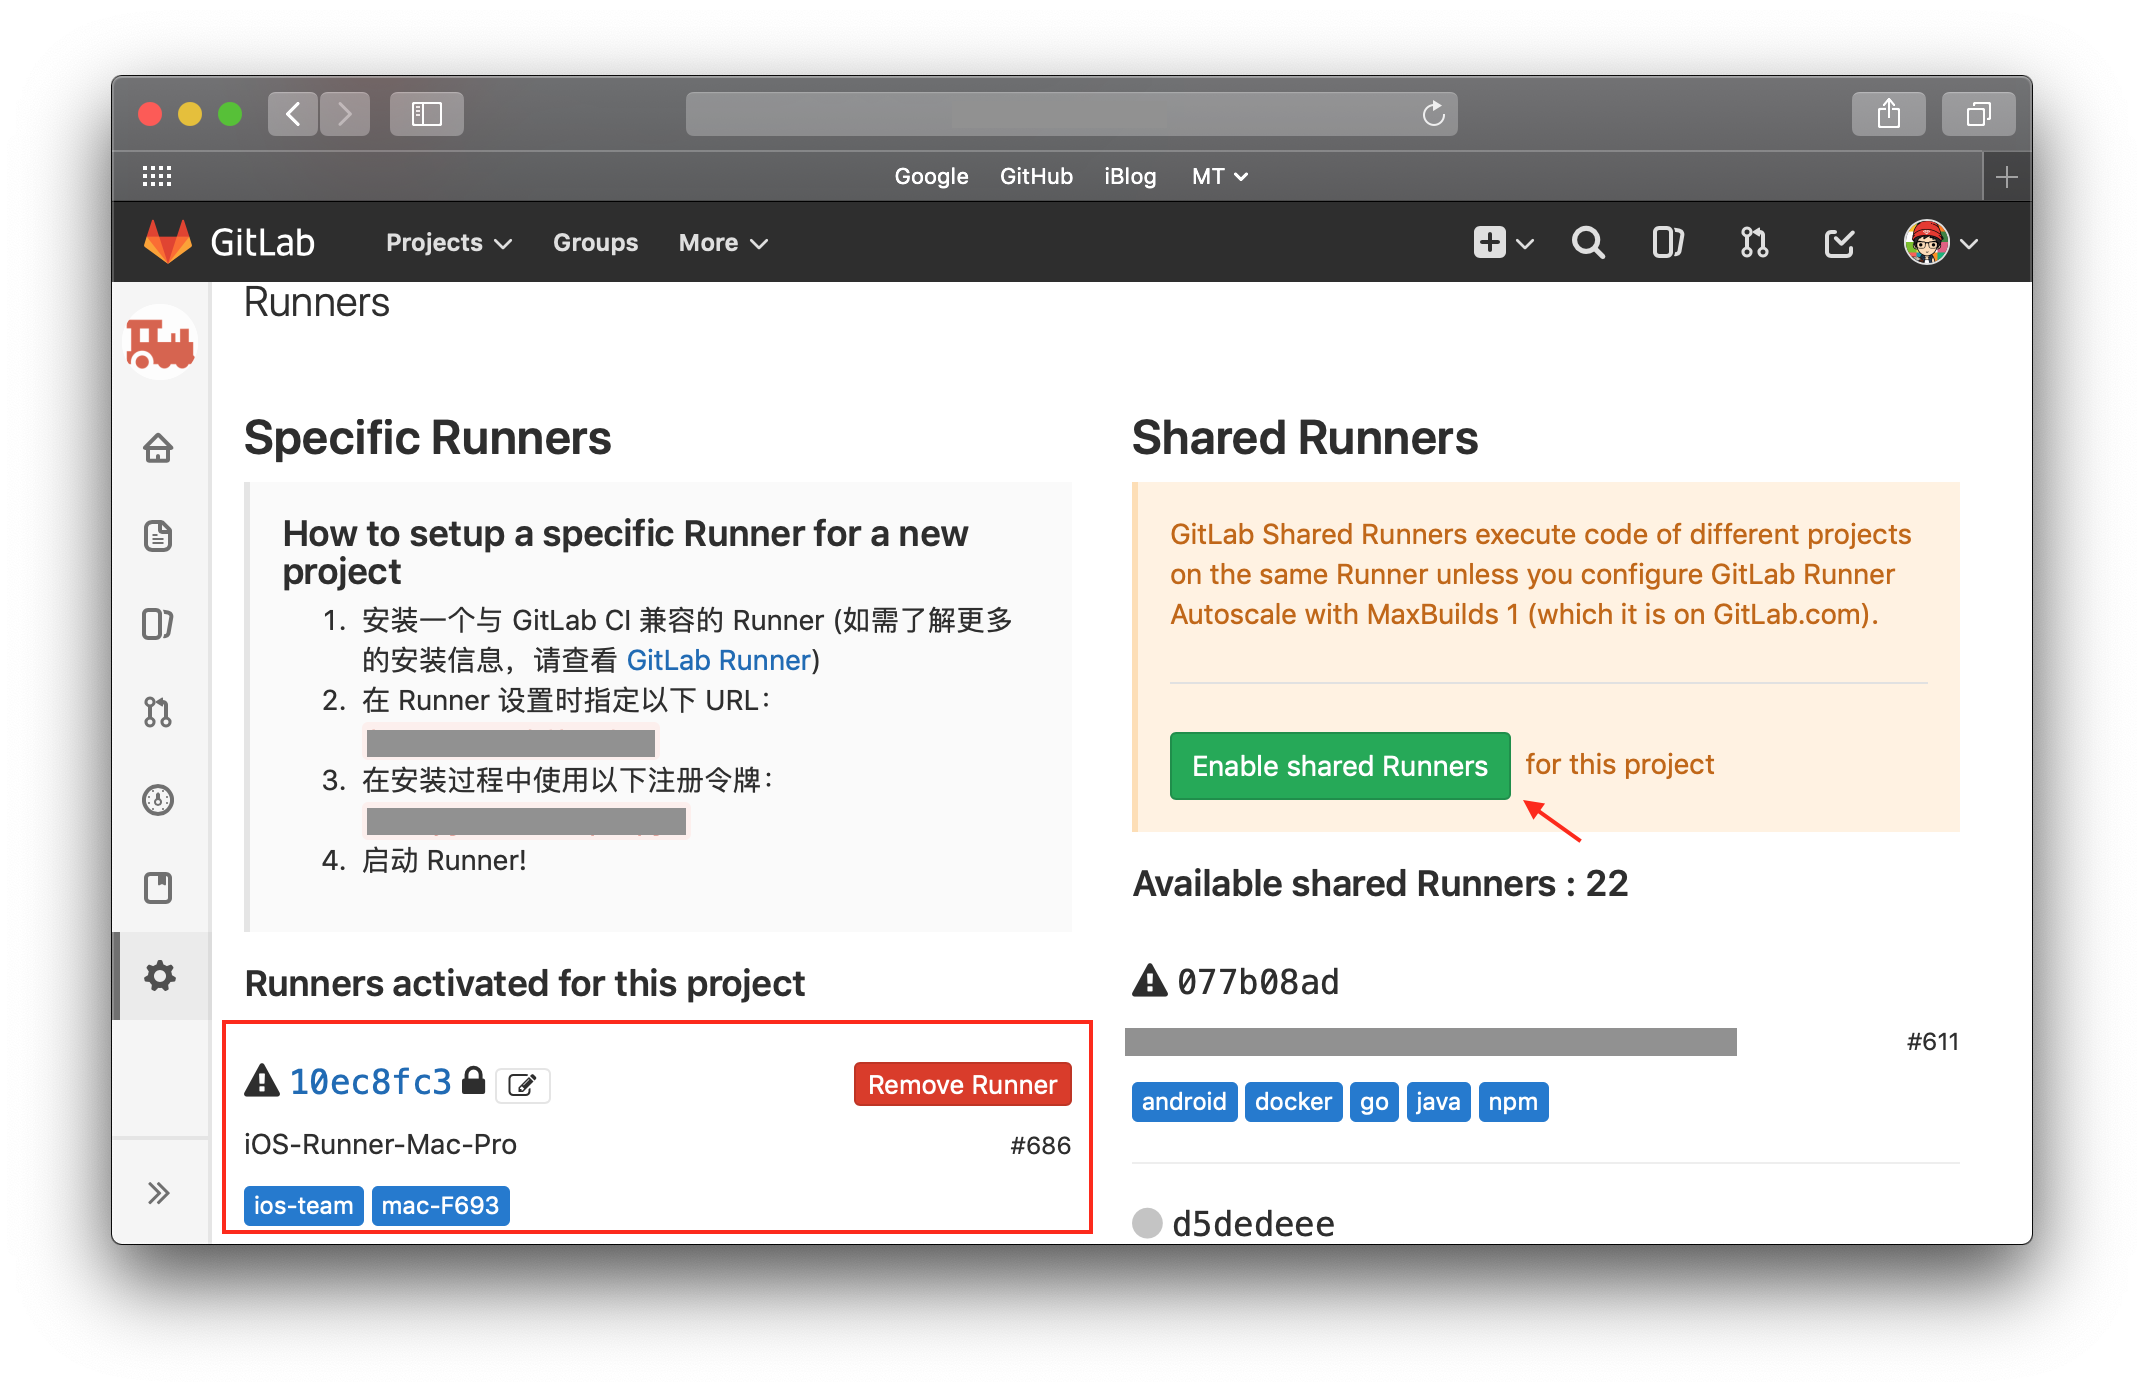 Google GitHub iBlog MT
GitLab Projects Groups More
Runners
Specific Runners
How to setup a specific Runner for a new
project
1. 安装一个与 GitLab CI 兼容的 Runner (如需了解更多
的安装信息，请查看 GitLab Runner)
2. 在 Runner 设置时指定以下 URL：
3. 在安装过程中使用以下注册令牌：
4. 启动 Runner!
Runners activated for this project
10ec8fc3
Remove Runner
iOS-Runner-Mac-Pro
#686
ios-team mac-F693
Shared Runners
GitLab Shared Runners execute code of different projects
on the same Runner unless you configure GitLab Runner
Autoscale with MaxBuilds 1 (which it is on GitLab.com).
Enable shared Runners for this project
Available shared Runners : 22
077b08ad
#611
android docker go java npm
d5dedeee